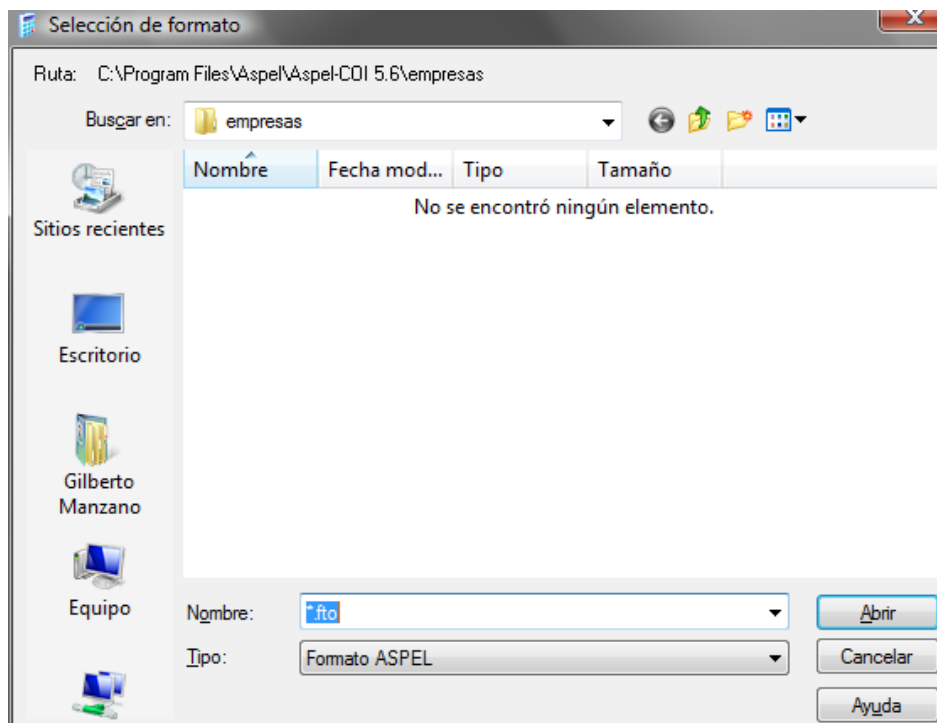 Selección de formato
Ruta: C:\Program Files\Aspel\Aspel-COI 5.6\empresas
Buscar en: empresas
Nombre Fecha mod... Tipo Tamaño
No se encontró ningún elemento.
Sitios recientes
Escritorio
Gilberto
Manzano
Equipo
Nombre: *.fto Abrir
Tipo: Formato ASPEL Cancelar
Ayuda